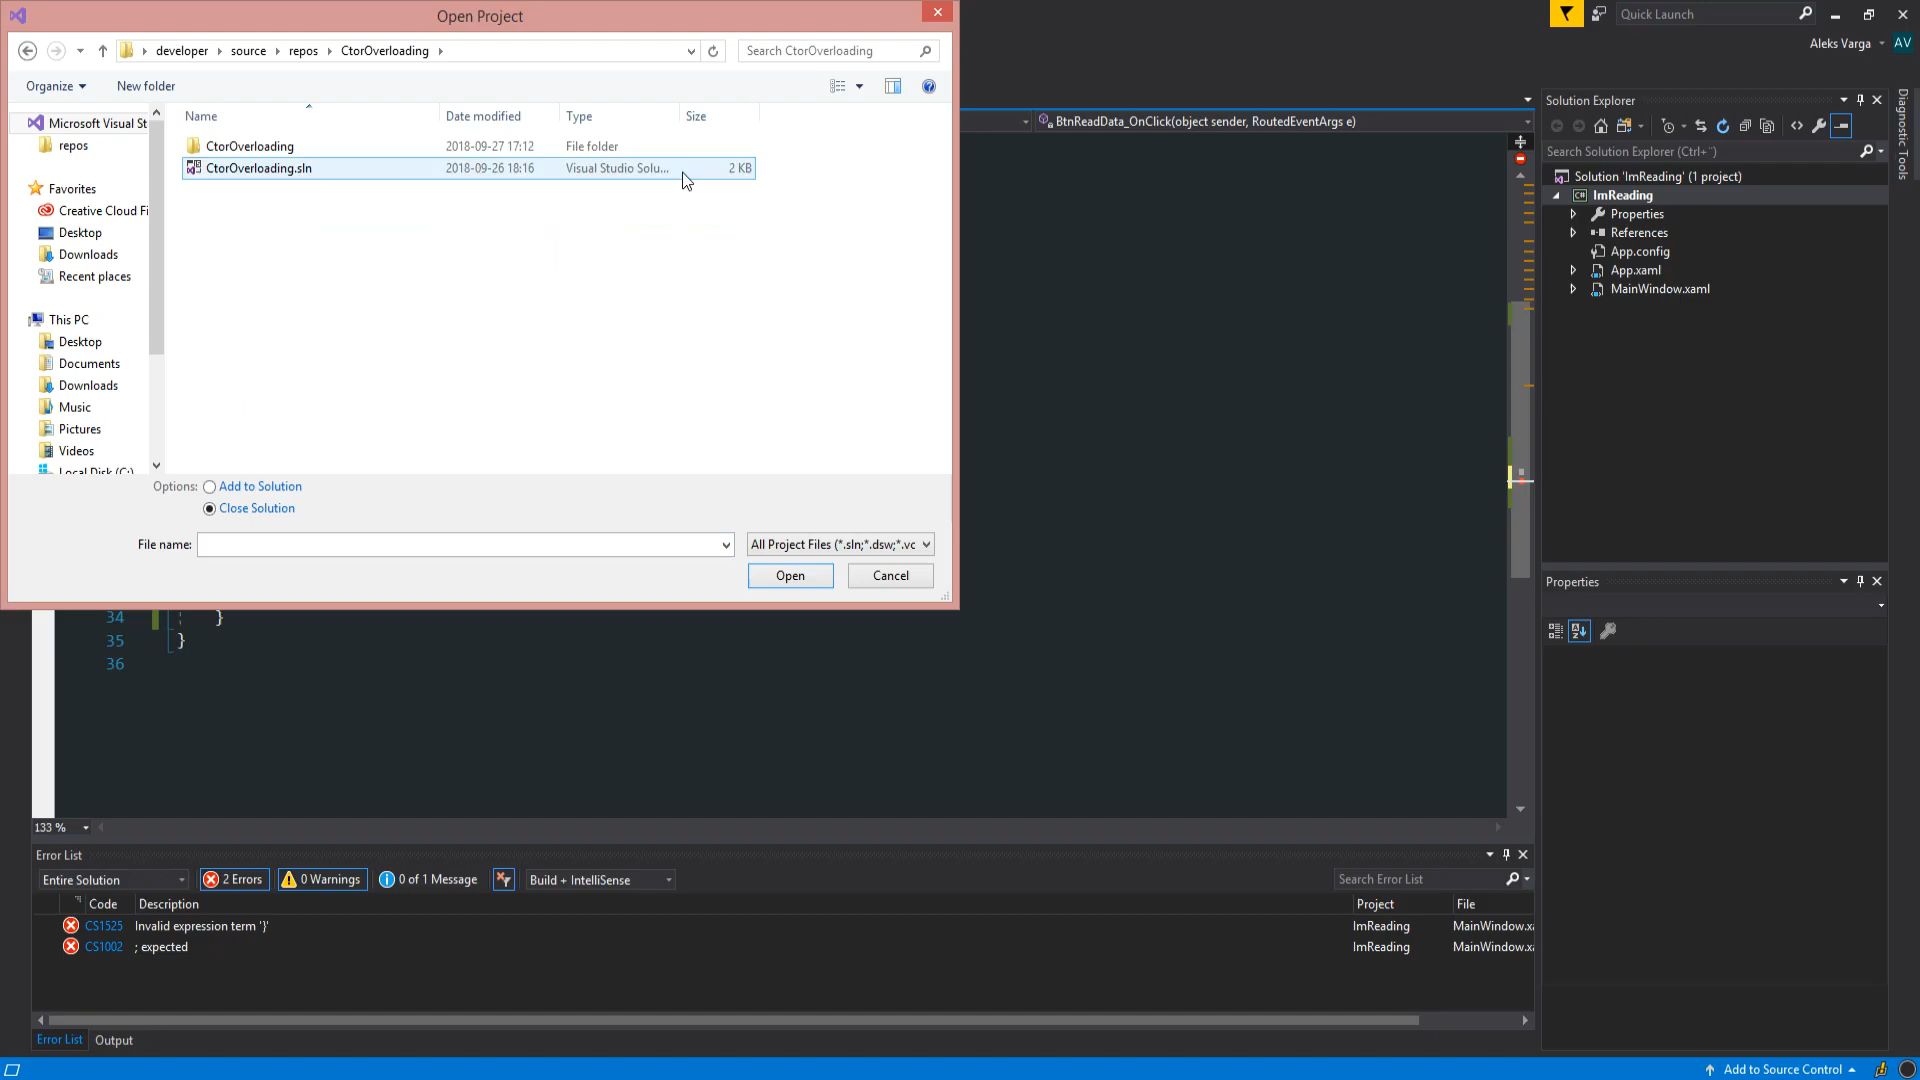 Open Project
developer source repos CtorOverloading
Search CtorOverloading
Organize
New folder
Name
Date modified
Type
Size
CtorOverloading
2018-09-27 17:12
File folder
CtorOverloading.sln
2018-09-26 18:16
Visual Studio Solu...
2 KB
Microsoft Visual St
repos
Favorites
Creative Cloud Fi
Desktop
Downloads
Recent places
This PC
Desktop
Documents
Downloads
Music
Pictures
Videos
Local Disk (C:)
Options:
Add to Solution
Close Solution
File name:
All Project Files (*.sln;*.dsw;*.vc
Open
Cancel
Quick Launch
Aleks Varga
AV
BtnReadData_OnClick(object sender, RoutedEventArgs e)
Solution Explorer
Search Solution Explorer (Ctrl+¨)
Solution 'ImReading' (1 project)
C# ImReading
Properties
References
App.config
App.xaml
MainWindow.xaml
Diagnostic Tools
Properties
34 }
35 }
36
133 %
Error List
Entire Solution
2 Errors
0 Warnings
0 of 1 Message
Build + IntelliSense
Search Error List
Code
Description
Project
File
CS1525
Invalid expression term '}'
ImReading
MainWindow.xa
CS1002
; expected
ImReading
MainWindow.xa
Error List
Output
Add to Source Control